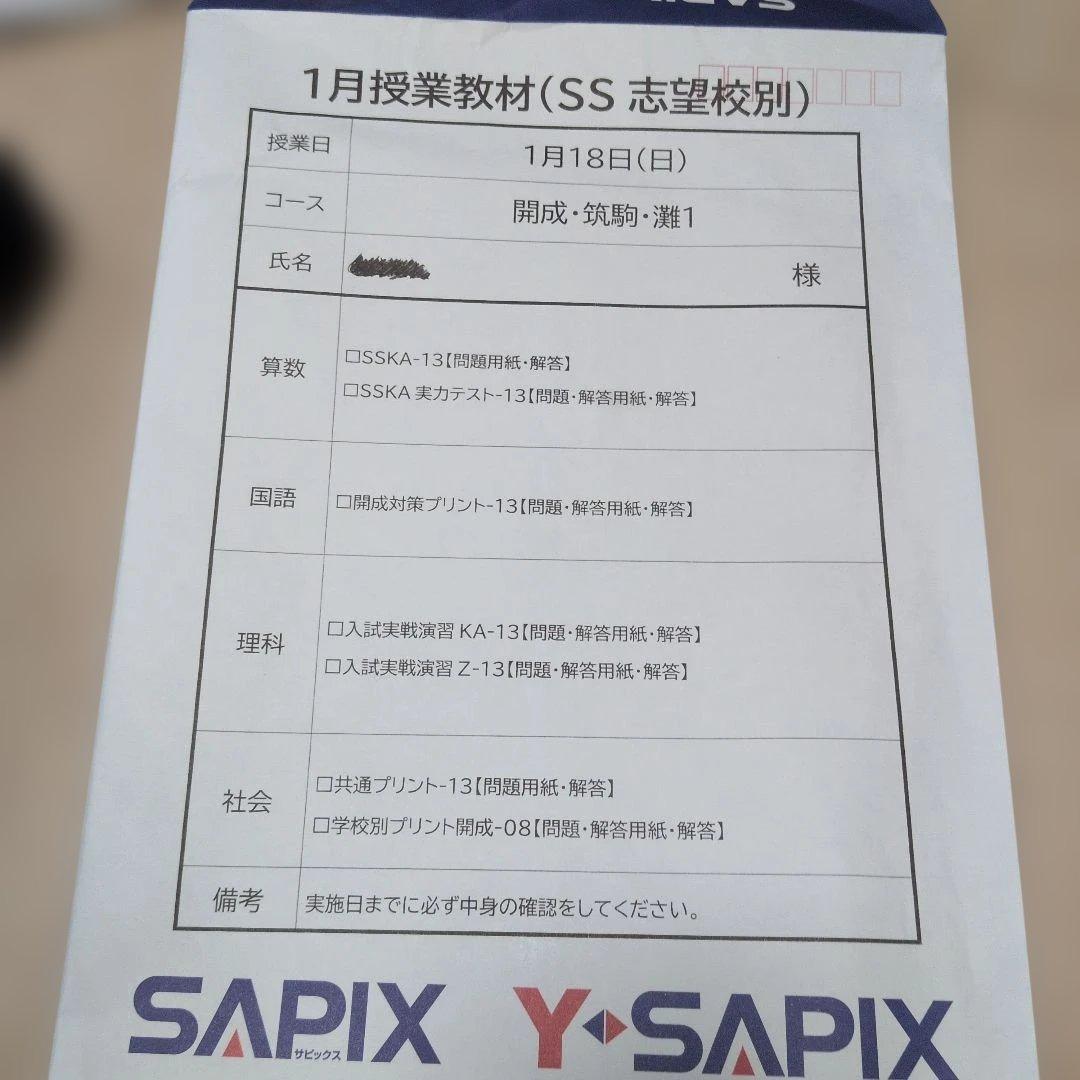 SAPIX
1月授業教材(SS 志望校別)
授業日 1月18日(日)
コース 開成・筑駒・灘1
氏名 様
算数 □SSKA-13【問題用紙・解答】
□SSKA 実力テスト-13【問題・解答用紙・解答】
国語 □開成対策プリント-13【問題・解答用紙・解答】
理科 □入試実戦演習 KA-13【問題・解答用紙・解答】
□入試実戦演習 Z-13【問題・解答用紙・解答】
社会 □共通プリント-13【問題用紙・解答】
□学校別プリント開成-08【問題・解答用紙・解答】
備考 実施日までに必ず中身の確認をしてください。
SAPIX サピックス Y SAPIX